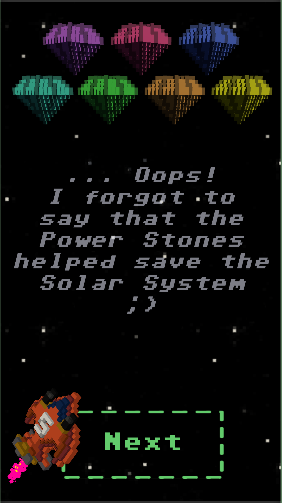 ... Oops!
I forgot to
say that the
Power Stones
helped save the
Solar System
;)
S
Next